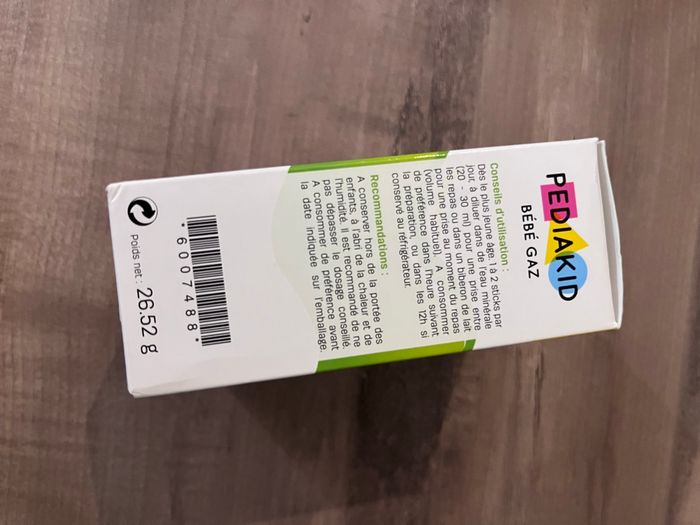 PEDIAKID
BÉBÉ GAZ
Conseils d'utilisation :
Dès le plus jeune âge, 1 à 2 sticks par
jour, à diluer dans de l'eau minérale
(20 - 30 ml) pour une prise entre
les repas ou dans un biberon de lait
pour une prise au moment du repas
(volume habituel). A consommer
de préférence dans l'heure suivant
la préparation, ou dans les 12h si
conservé au réfrigérateur.
Recommandations :
A conserver hors de la portée des
enfants, à l'abri de la chaleur et de
l'humidité. Il est recommandé de ne
pas dépasser le dosage conseillé.
A consommer de préférence avant
la date indiquée sur l'emballage.
* 6007488 *
Poids net : 26.52 g